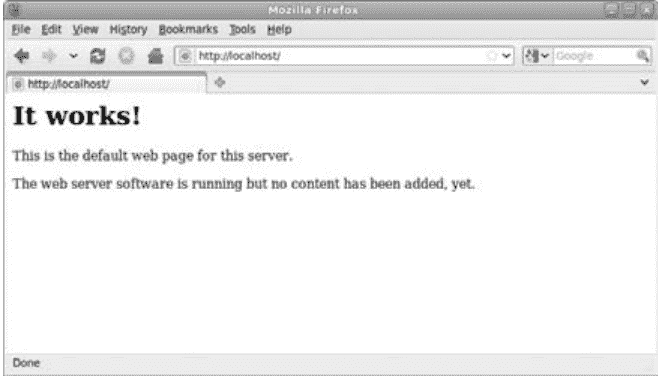 Mozilla Firefox
File Edit View History Bookmarks Tools Help
http://localhost/ Google
http://localhost/
It works!
This is the default web page for this server.
The web server software is running but no content has been added, yet.
Done